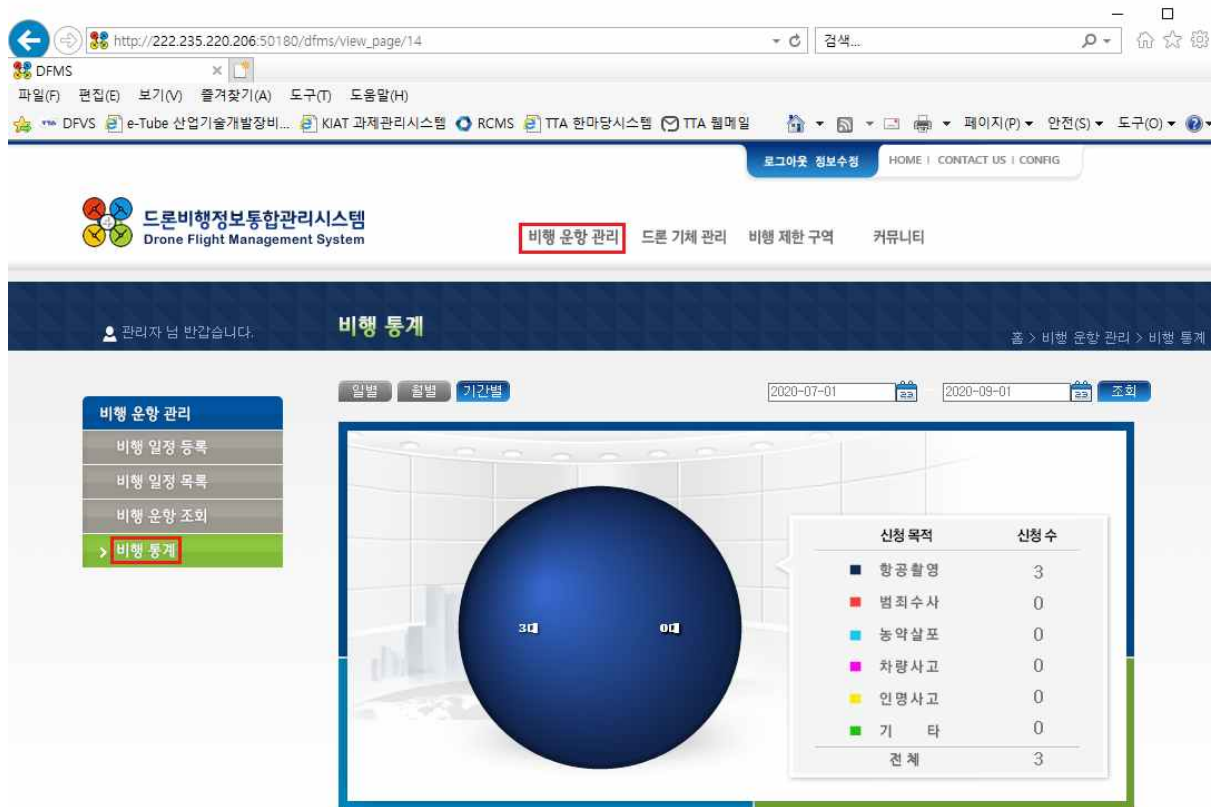 http://222.235.220.206:50180/dfms/view_page/14
검색...
DFMS
파일(F) 편집(E) 보기(V) 즐겨찾기(A) 도구(T) 도움말(H)
DFVS e-Tube 산업기술개발장비... KIAT 과제관리시스템 RCMS TTA 한마당시스템 TTA 웹메일 페이지(P) 안전(S) 도구(O)
로그아웃 정보수정 HOME | CONTACT US | CONFIG
드론비행정보통합관리시스템
Drone Flight Management System
비행 운항 관리 드론 기체 관리 비행 제한 구역 커뮤니티
관리자 님 반갑습니다.
비행 통계
홈 > 비행 운항 관리 > 비행 통계
일별 월별 기간별 2020-07-01 - 2020-09-01 조회
비행 운항 관리
비행 일정 등록
비행 일정 목록
비행 운항 조회
> 비행 통계
신청 목적 신청 수
항공촬영 3
범죄수사 0
농약살포 0
차량사고 0
인명사고 0
기 타 0
전체 3